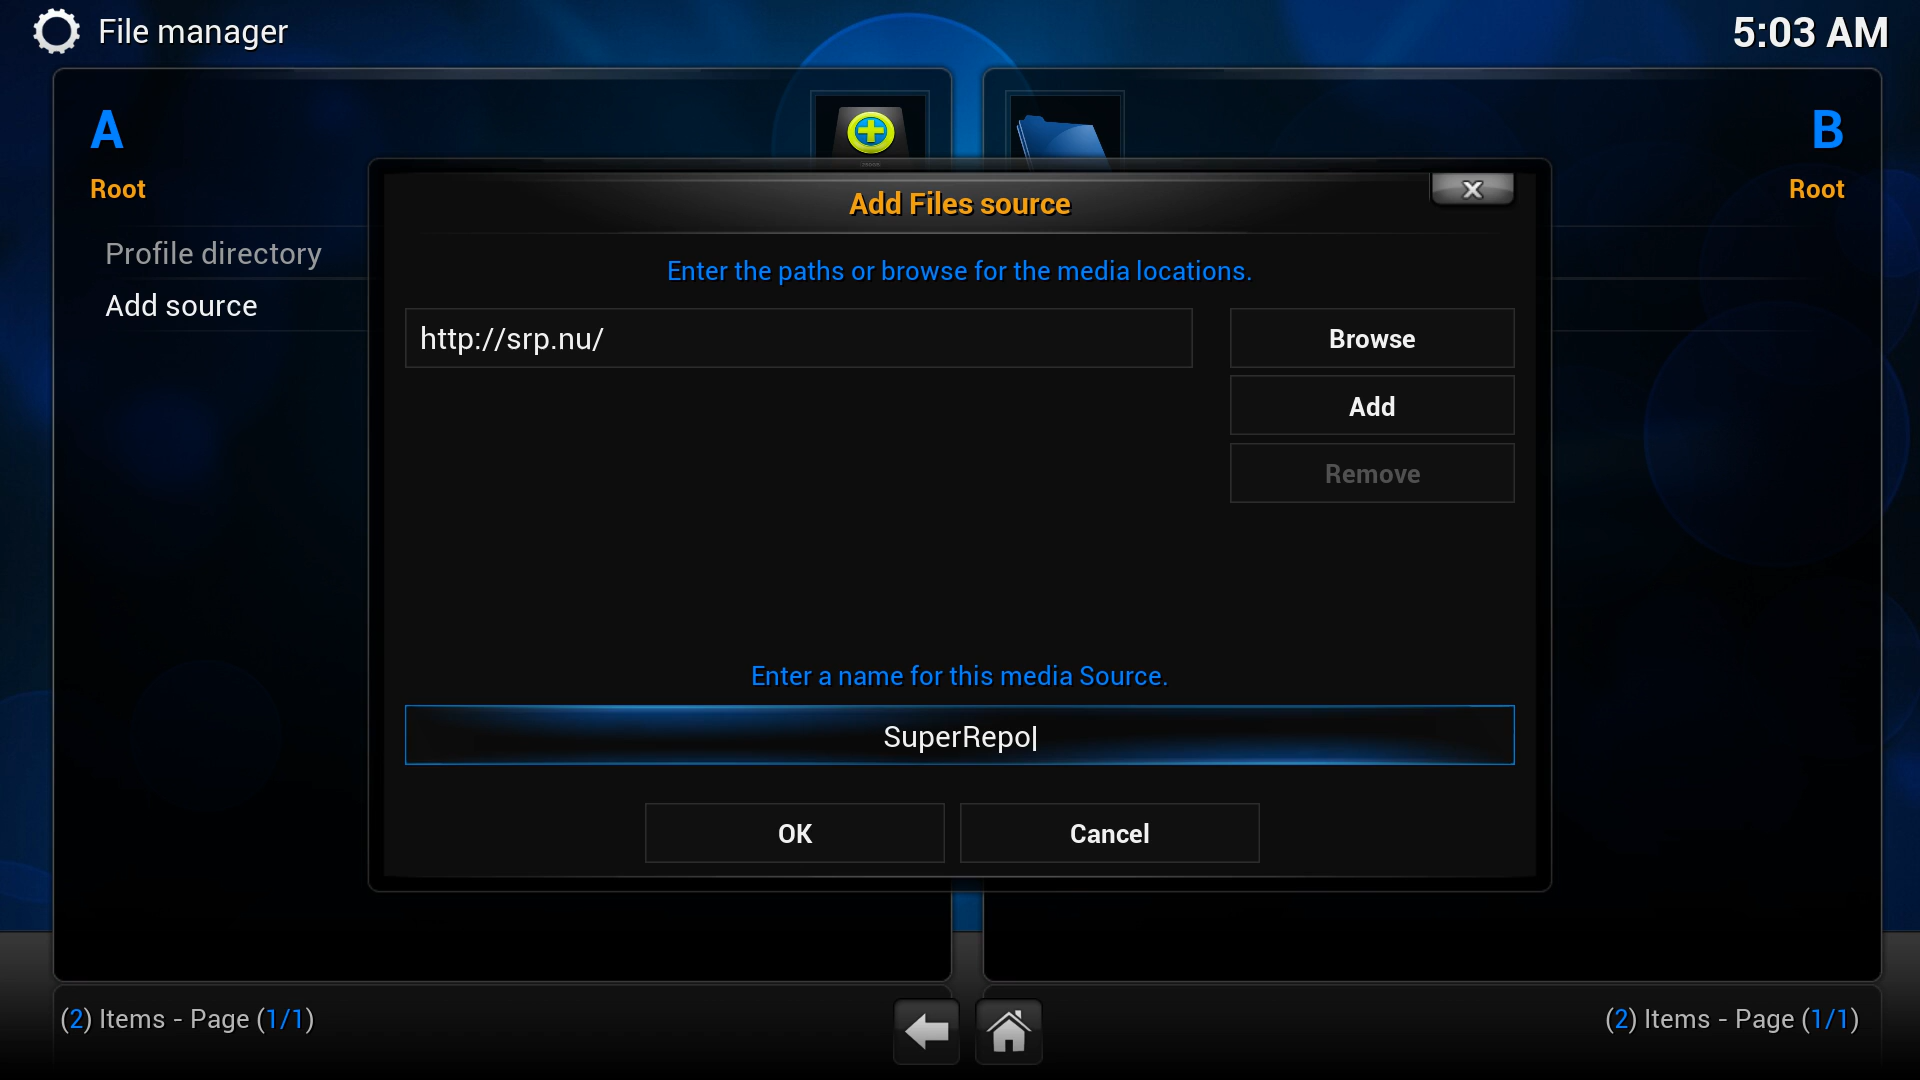 File manager
5:03 AM
A
B
Root
Root
Profile directory
Add source
Add Files source
Enter the paths or browse for the media locations.
http://srp.nu/
Browse
Add
Remove
Enter a name for this media Source.
SuperRepo
OK
Cancel
(2) Items - Page (1/1)
(2) Items - Page (1/1)